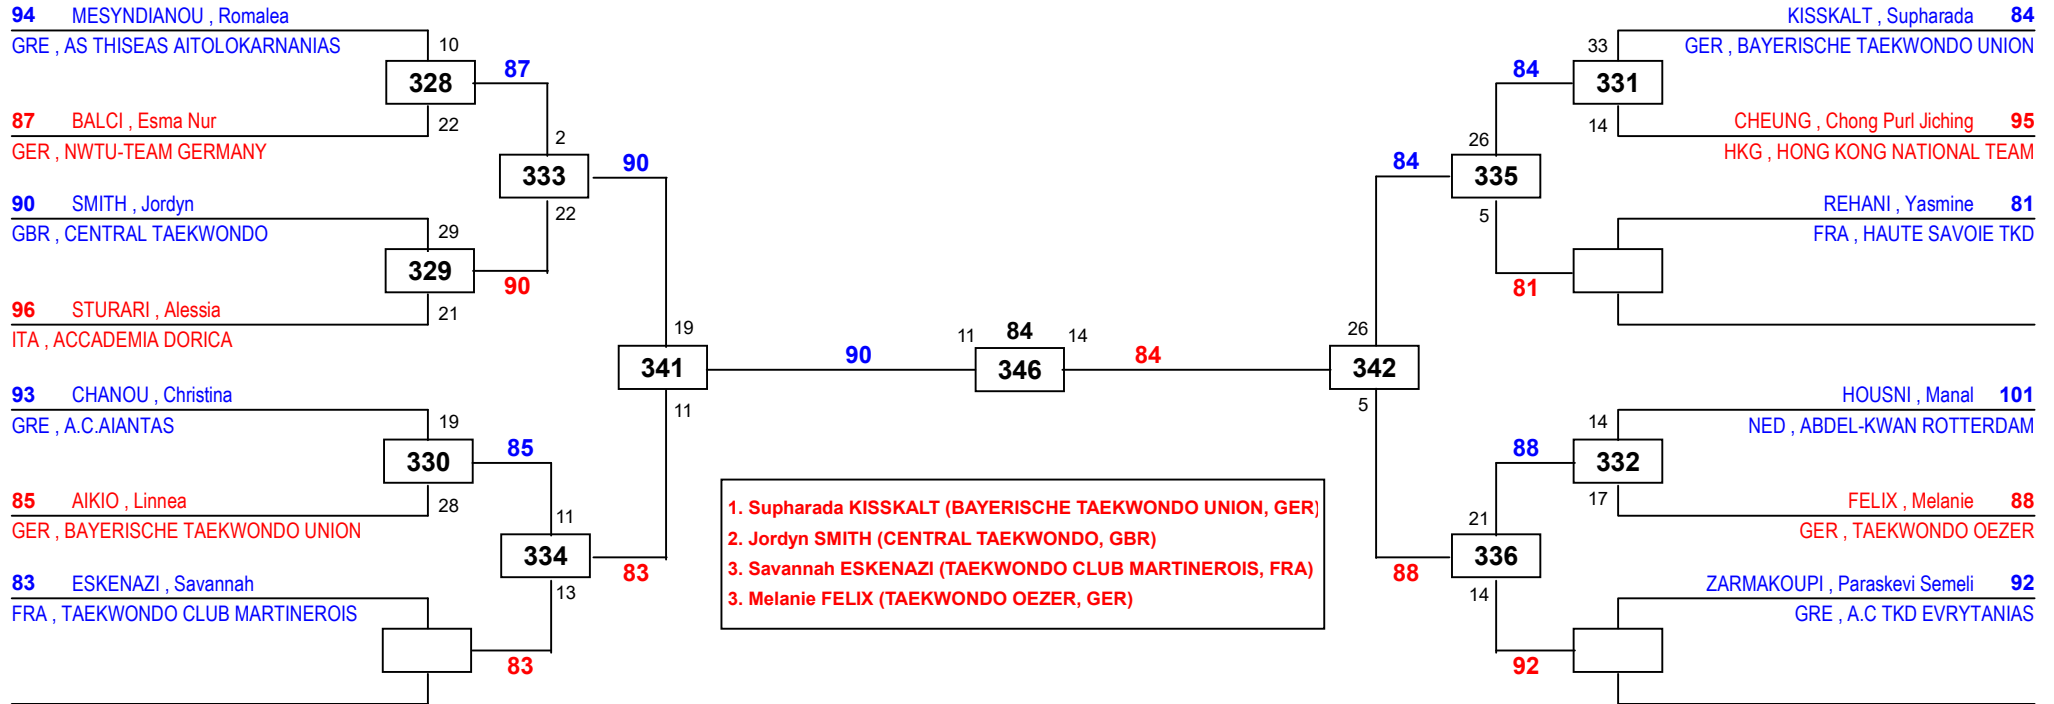 94 MESYNDIANOU , Romalea
GRE , AS THISEAS AITOLOKARNANIAS
10
328
87
22
87 BALCI , Esma Nur
GER , NWTU-TEAM GERMANY
2
333
90
22
90 SMITH , Jordyn
GBR , CENTRAL TAEKWONDO
29
329
90
21
96 STURARI , Alessia
ITA , ACCADEMIA DORICA
19
341
90
11
93 CHANOU , Christina
GRE , A.C.AIANTAS
19
330
85
28
85 AIKIO , Linnea
GER , BAYERISCHE TAEKWONDO UNION
11
334
83
13
83 ESKENAZI , Savannah
FRA , TAEKWONDO CLUB MARTINEROIS
83
11 84 14
346
84
1. Supharada KISSKALT (BAYERISCHE TAEKWONDO UNION, GER)
2. Jordyn SMITH (CENTRAL TAEKWONDO, GBR)
3. Savannah ESKENAZI (TAEKWONDO CLUB MARTINEROIS, FRA)
3. Melanie FELIX (TAEKWONDO OEZER, GER)
KISSKALT , Supharada 84
GER , BAYERISCHE TAEKWONDO UNION
33
84
331
14
CHEUNG , Chong Purl Jiching 95
HKG , HONG KONG NATIONAL TEAM
26
84
335
5
REHANI , Yasmine 81
FRA , HAUTE SAVOIE TKD
81
26
342
5
HOUSNI , Manal 101
NED , ABDEL-KWAN ROTTERDAM
14
88
332
17
FELIX , Melanie 88
GER , TAEKWONDO OEZER
21
336
88
14
ZARMAKOUPI , Paraskevi Semeli 92
GRE , A.C TKD EVRYTANIAS
92